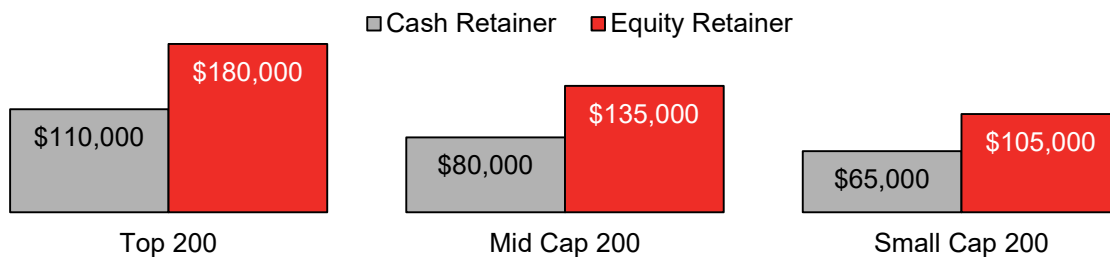 Cash Retainer Equity Retainer
$180,000
$110,000
$135,000
$80,000
$105,000
$65,000
Top 200
Mid Cap 200
Small Cap 200